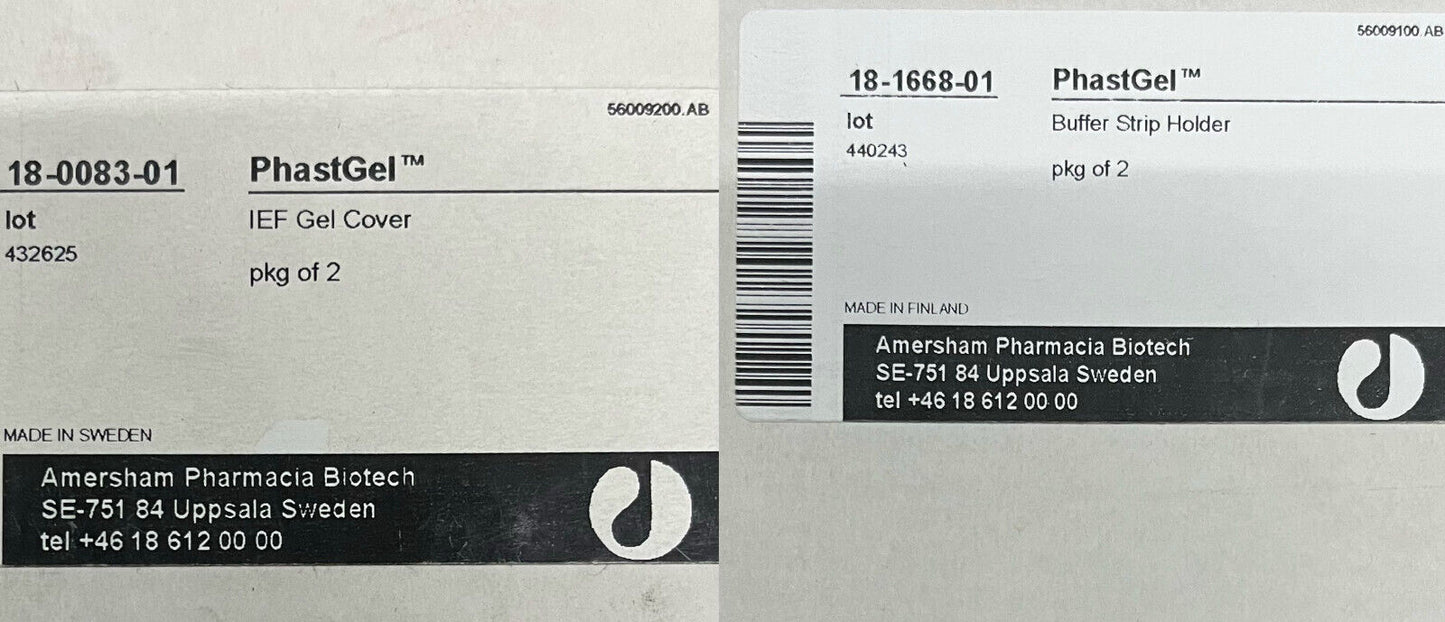 56009200.AB
18-0083-01
PhastGel™
lot
IEF Gel Cover
432625
pkg of 2
MADE IN SWEDEN
Amersham Pharmacia Biotech
SE-751 84 Uppsala Sweden
tel +46 18 612 00 00
56009100.AB
18-1668-01
PhastGel™
lot
Buffer Strip Holder
440243
pkg of 2
MADE IN FINLAND
Amersham Pharmacia Biotech
SE-751 84 Uppsala Sweden
tel +46 18 612 00 00